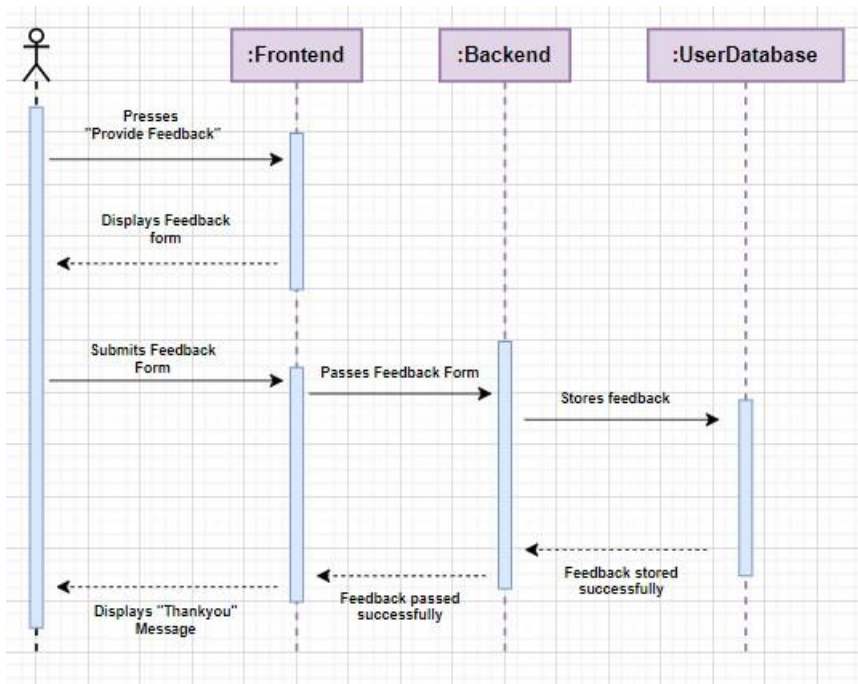 :Frontend
:Backend
:UserDatabase
Presses
"Provide Feedback"
Displays Feedback
form
Submits Feedback
Form
Passes Feedback Form
Stores feedback
Feedback stored
successfully
Feedback passed
successfully
Displays "Thankyou"
Message